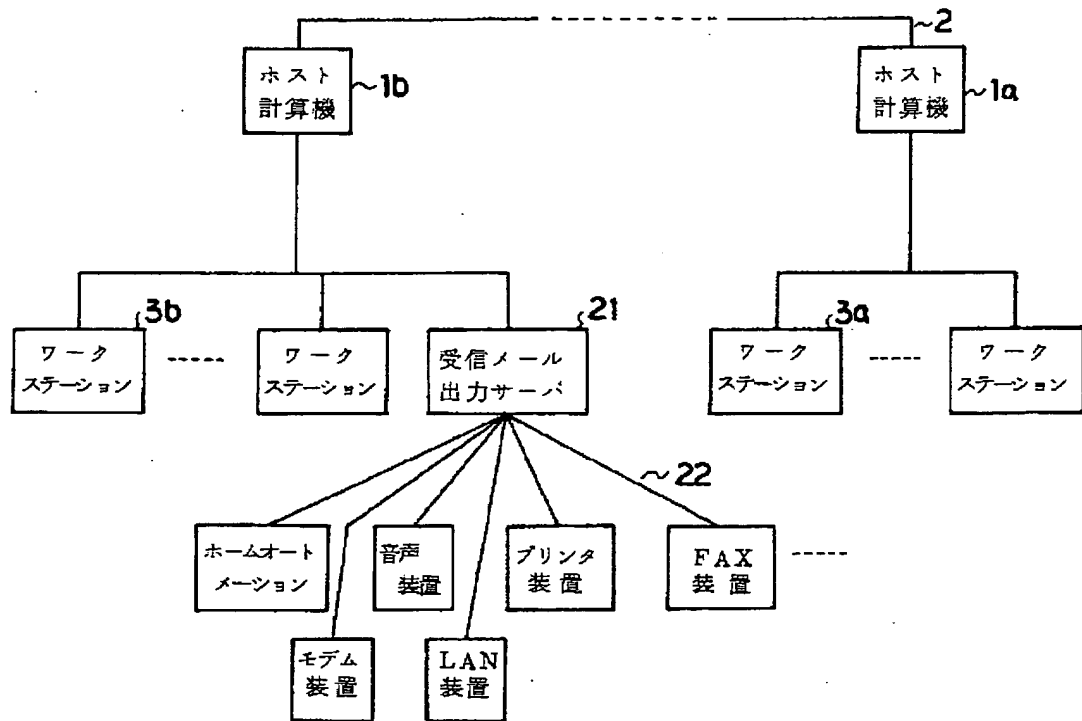 2
ホスト
計算機
1b
ホスト
計算機
1a
3b
21
3a
ワーク
ステーション
ワーク
ステーション
受信メール
出力サーバ
ワーク
ステーション
ワーク
ステーション
22
ホームオート
メーション
音声
装置
プリンタ
装置
FAX
装置
モデム
装置
LAN
装置